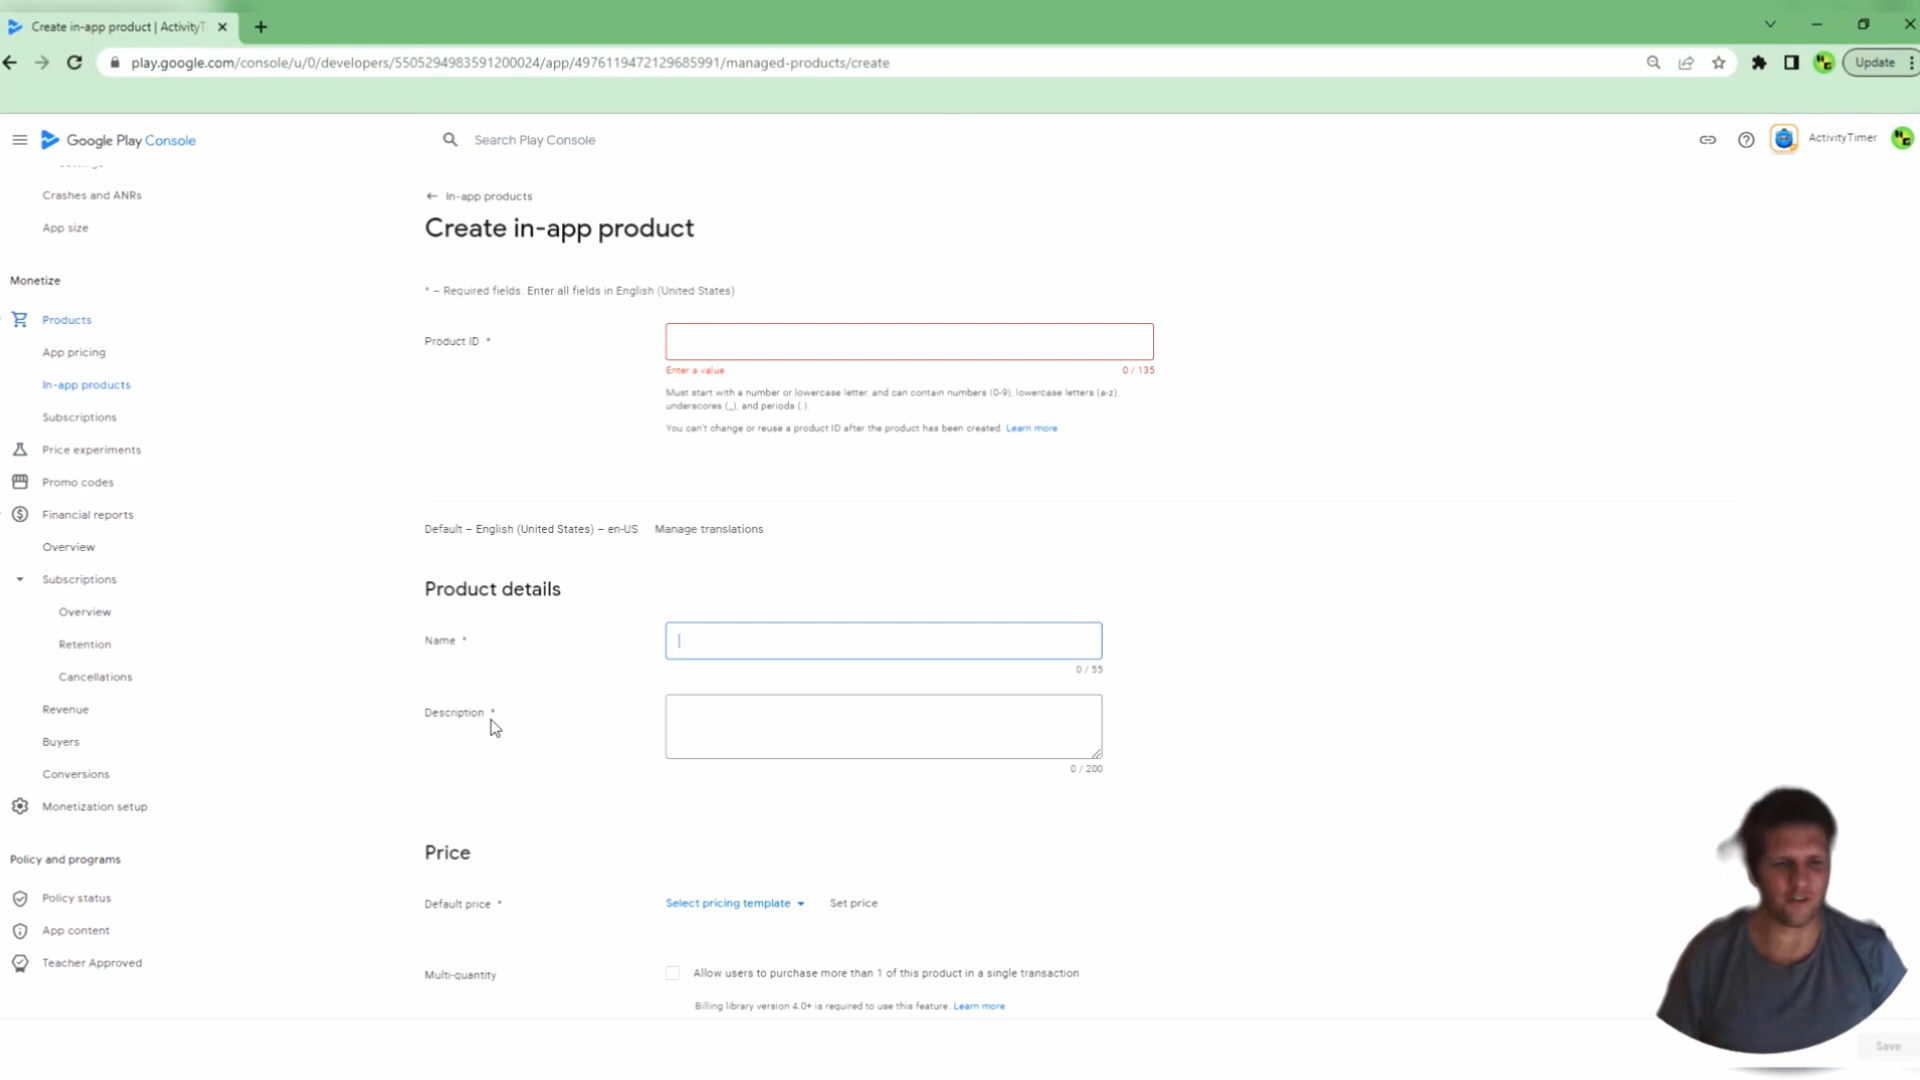 Create in-app product | ActivityT
play.google.com/console/u/0/developers/5505294983591200024/app/4976119472129685991/managed-products/create
Update
Google Play Console
Search Play Console
ActivityTimer
Crashes and ANRs
App size
Monetize
Products
App pricing
In-app products
Subscriptions
Price experiments
Promo codes
Financial reports
Overview
Subscriptions
Overview
Retention
Cancellations
Revenue
Buyers
Conversions
Monetization setup
Policy and programs
Policy status
App content
Teacher Approved
← In-app products
Create in-app product
* – Required fields. Enter all fields in English (United States)
Product ID *
Enter a value 0 / 135
Must start with a number or lowercase letter, and can contain numbers (0-9), lowercase letters (a-z),
underscores (_), and periods (.)
You can't change or reuse a product ID after the product has been created. Learn more
Default – English (United States) – en-US Manage translations
Product details
Name *
0 / 55
Description *
0 / 200
Price
Default price * Select pricing template Set price
Multi-quantity Allow users to purchase more than 1 of this product in a single transaction
Billing library version 4.0+ is required to use this feature. Learn more
Save